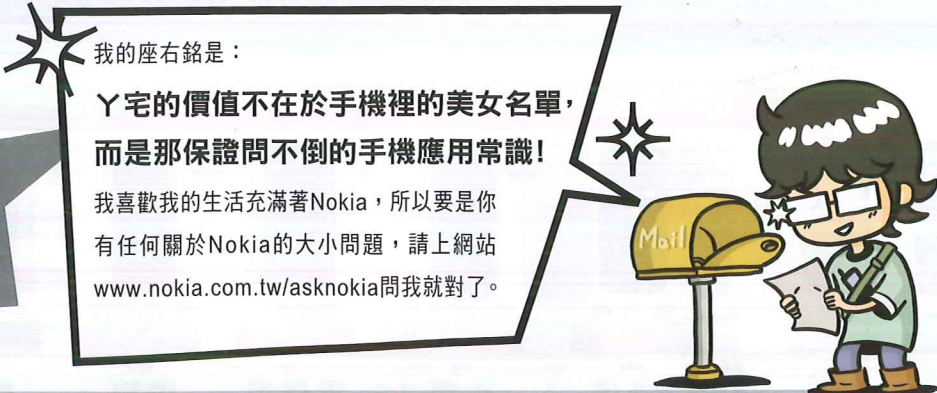 我的座右銘是：
ㄚ宅的價值不在於手機裡的美女名單，
而是那保證問不倒的手機應用常識！
我喜歡我的生活充滿著Nokia，所以要是你
有任何關於Nokia的大小問題，請上網站
www.nokia.com.tw/asknokia問我就對了。
Mail